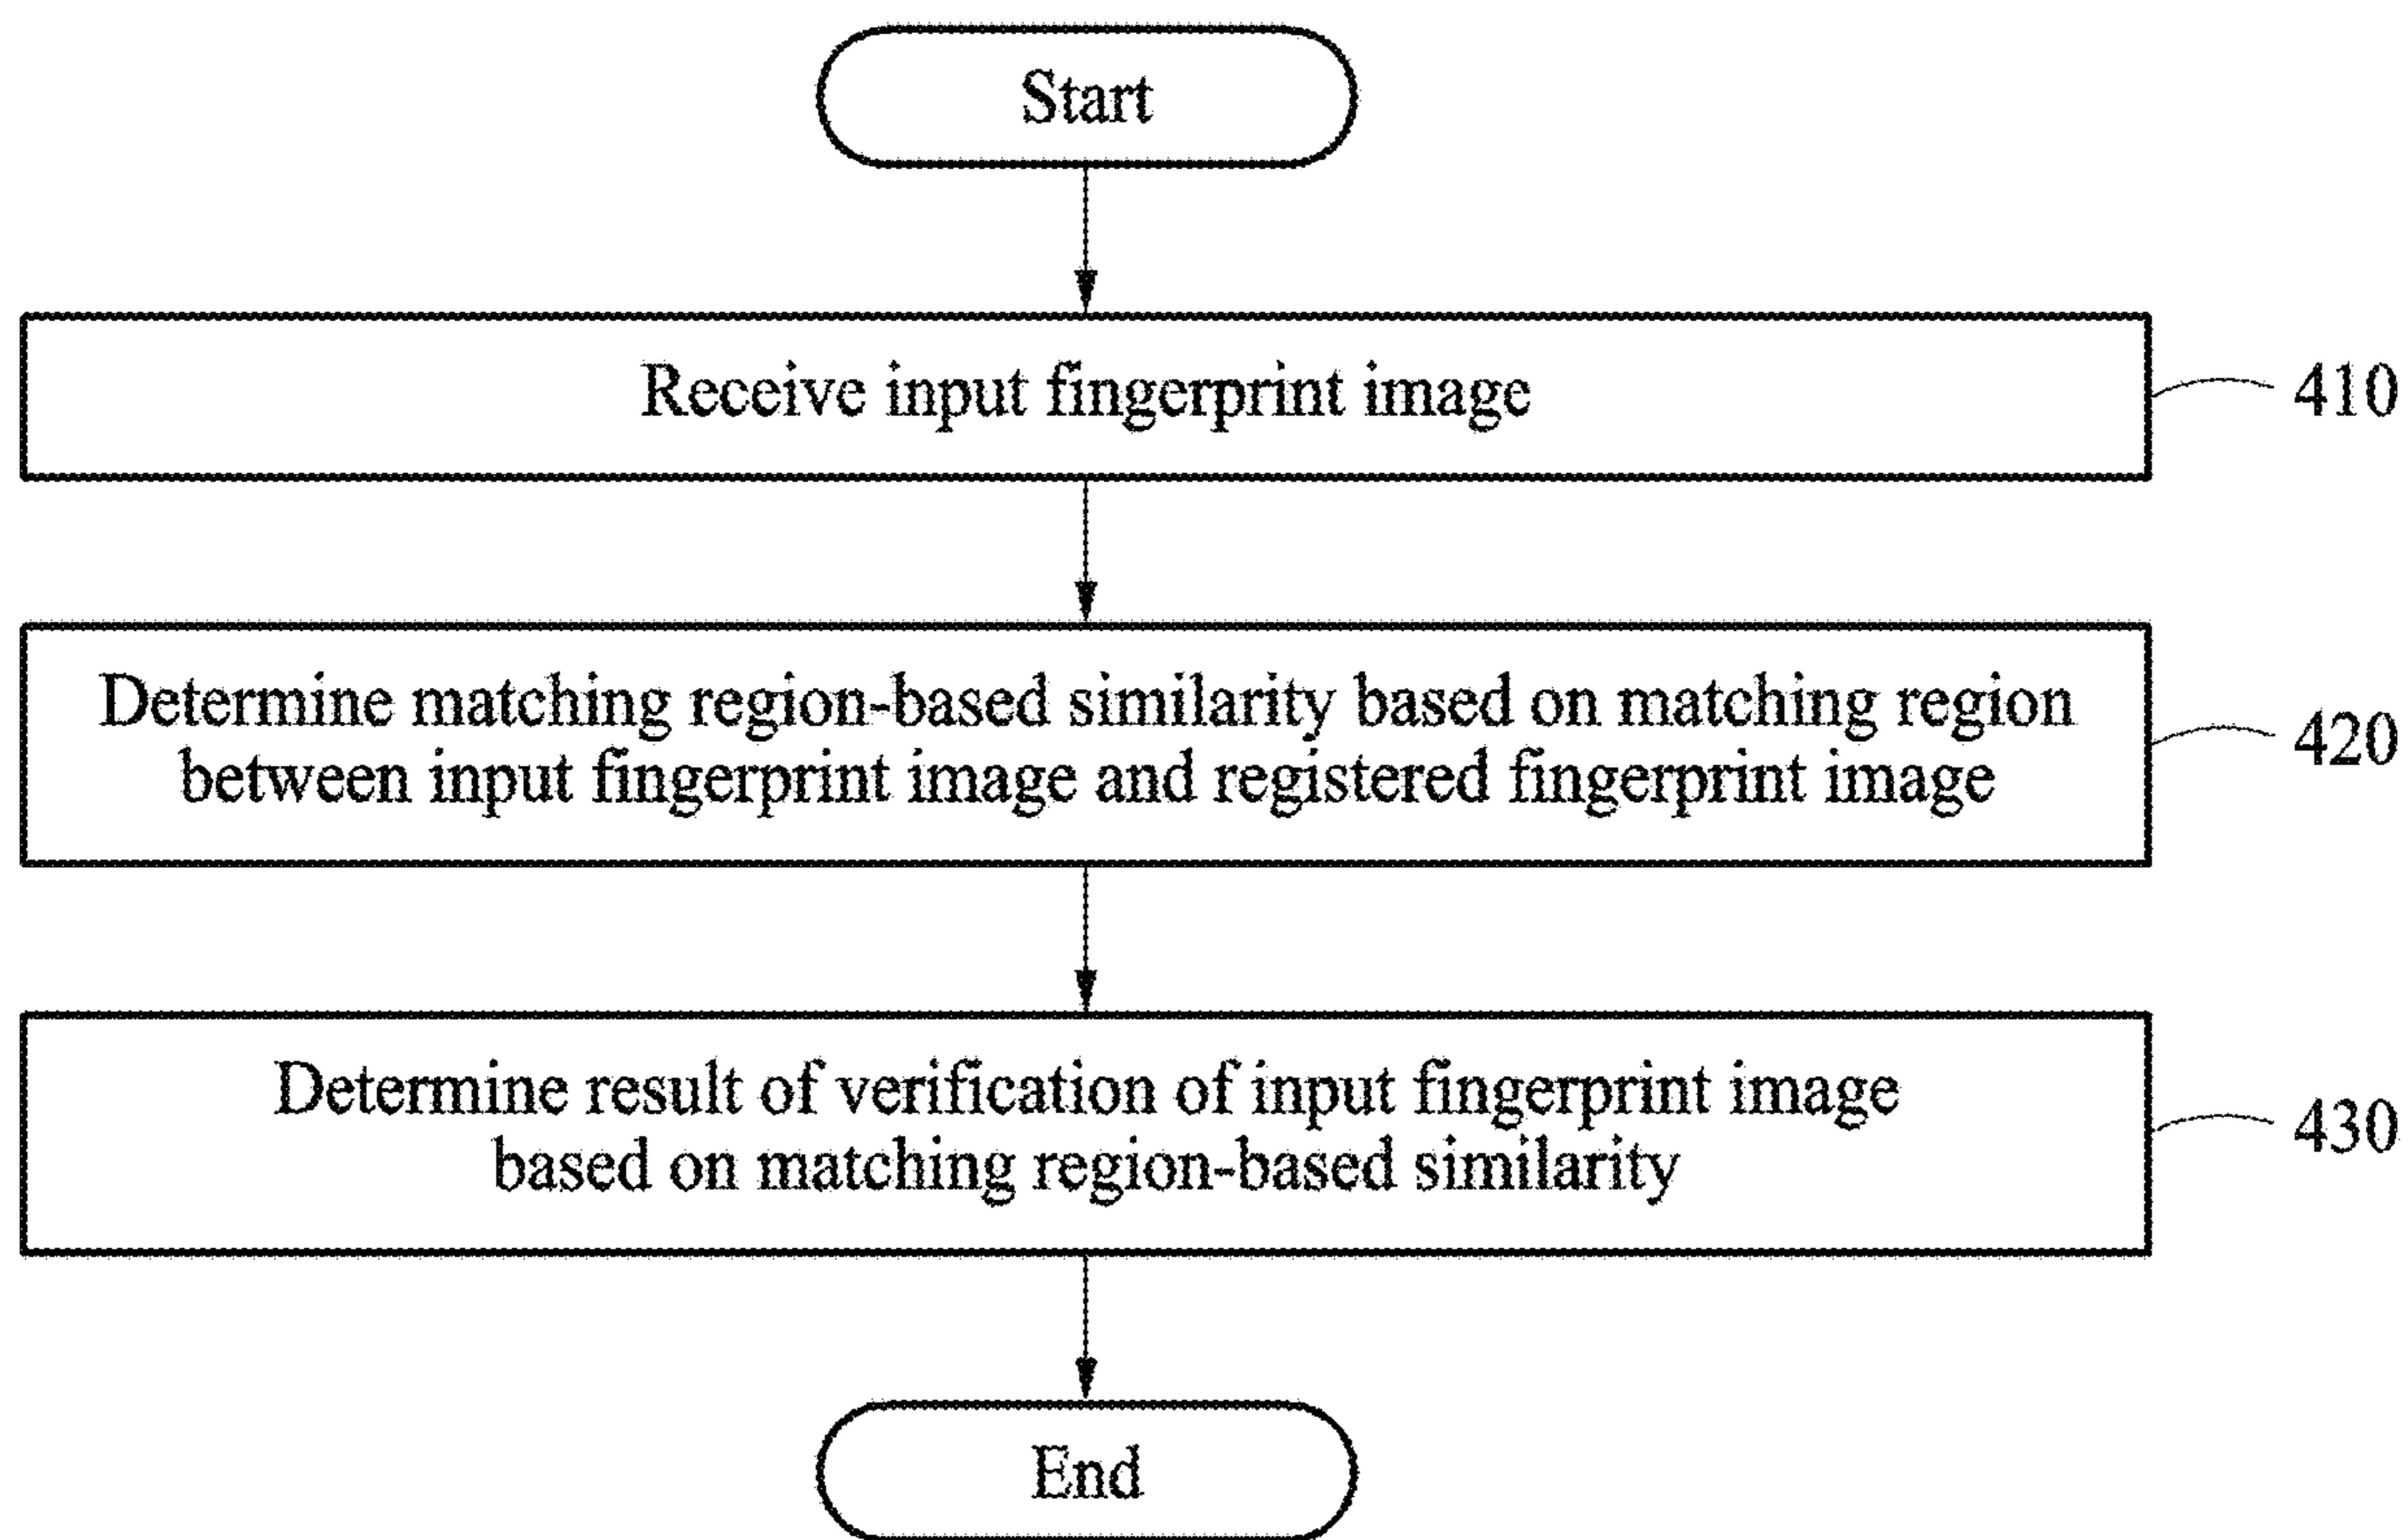 Start
Receive input fingerprint image
410
Determine matching region-based similarity based on matching region
between input fingerprint image and registered fingerprint image
420
Determine result of verification of input fingerprint image
based on matching region-based similarity
430
End